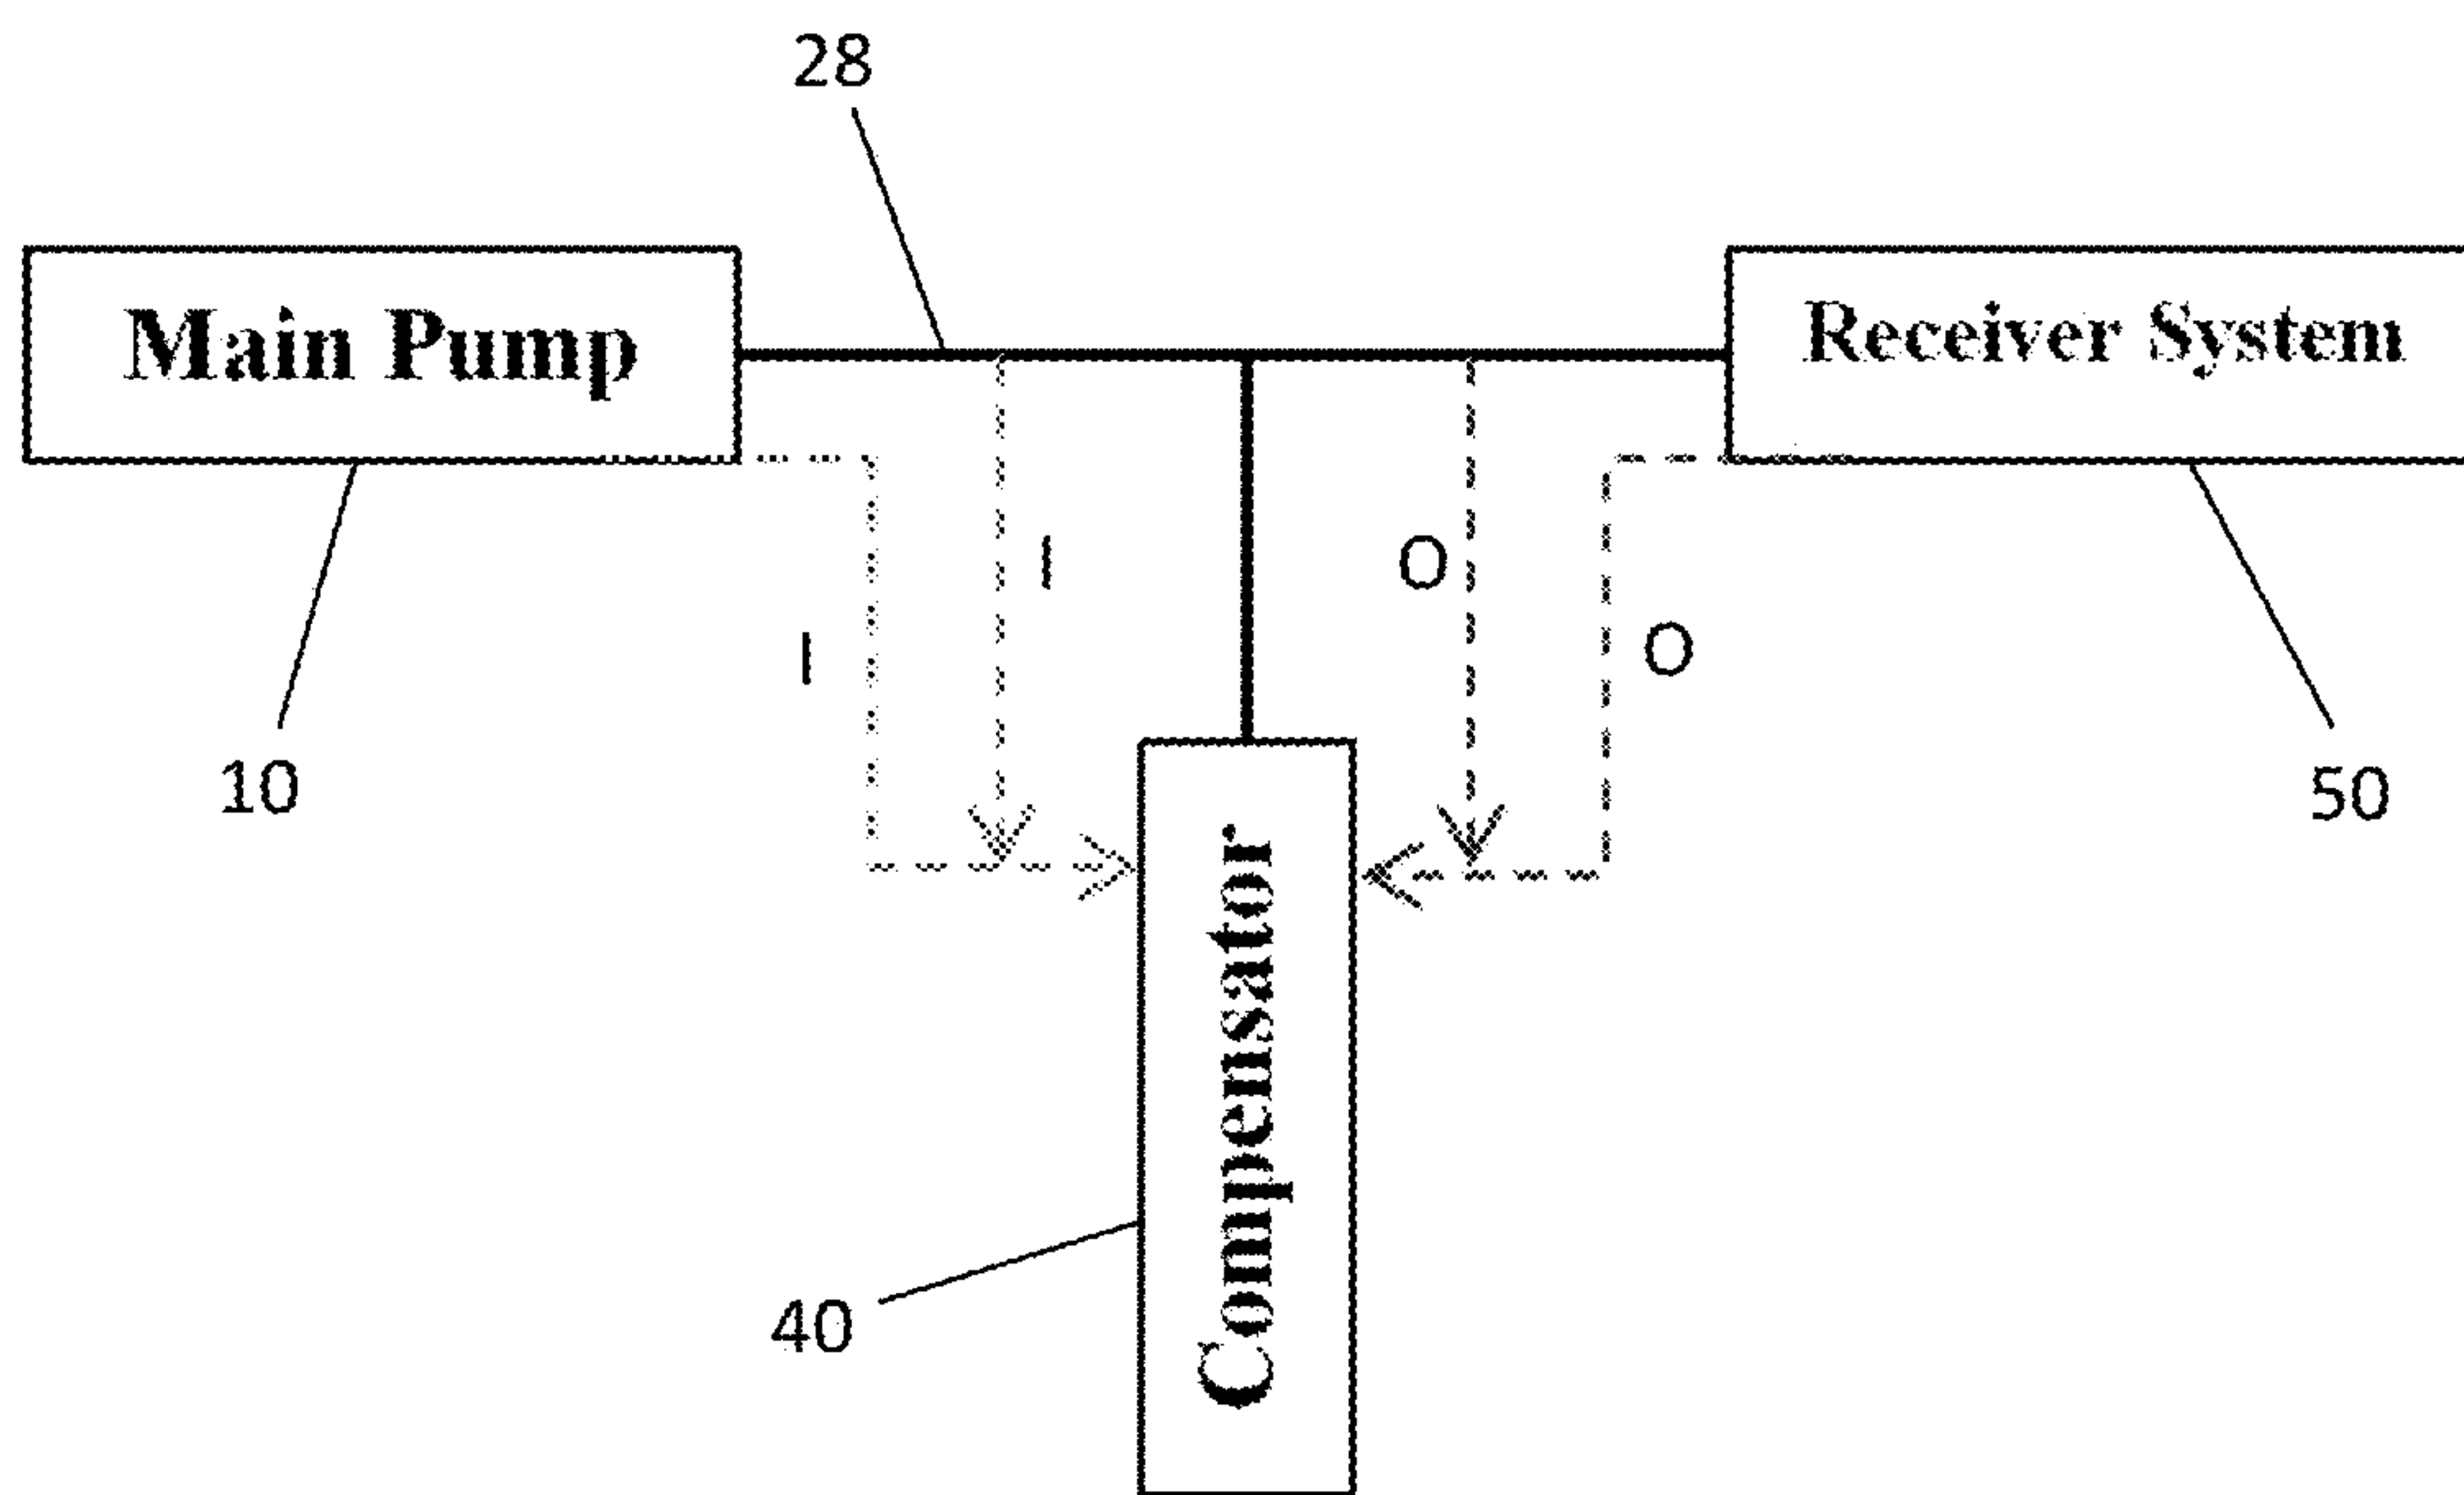 28
Main Pump
Receiver System
I
O
I
O
10
50
Compensator
40